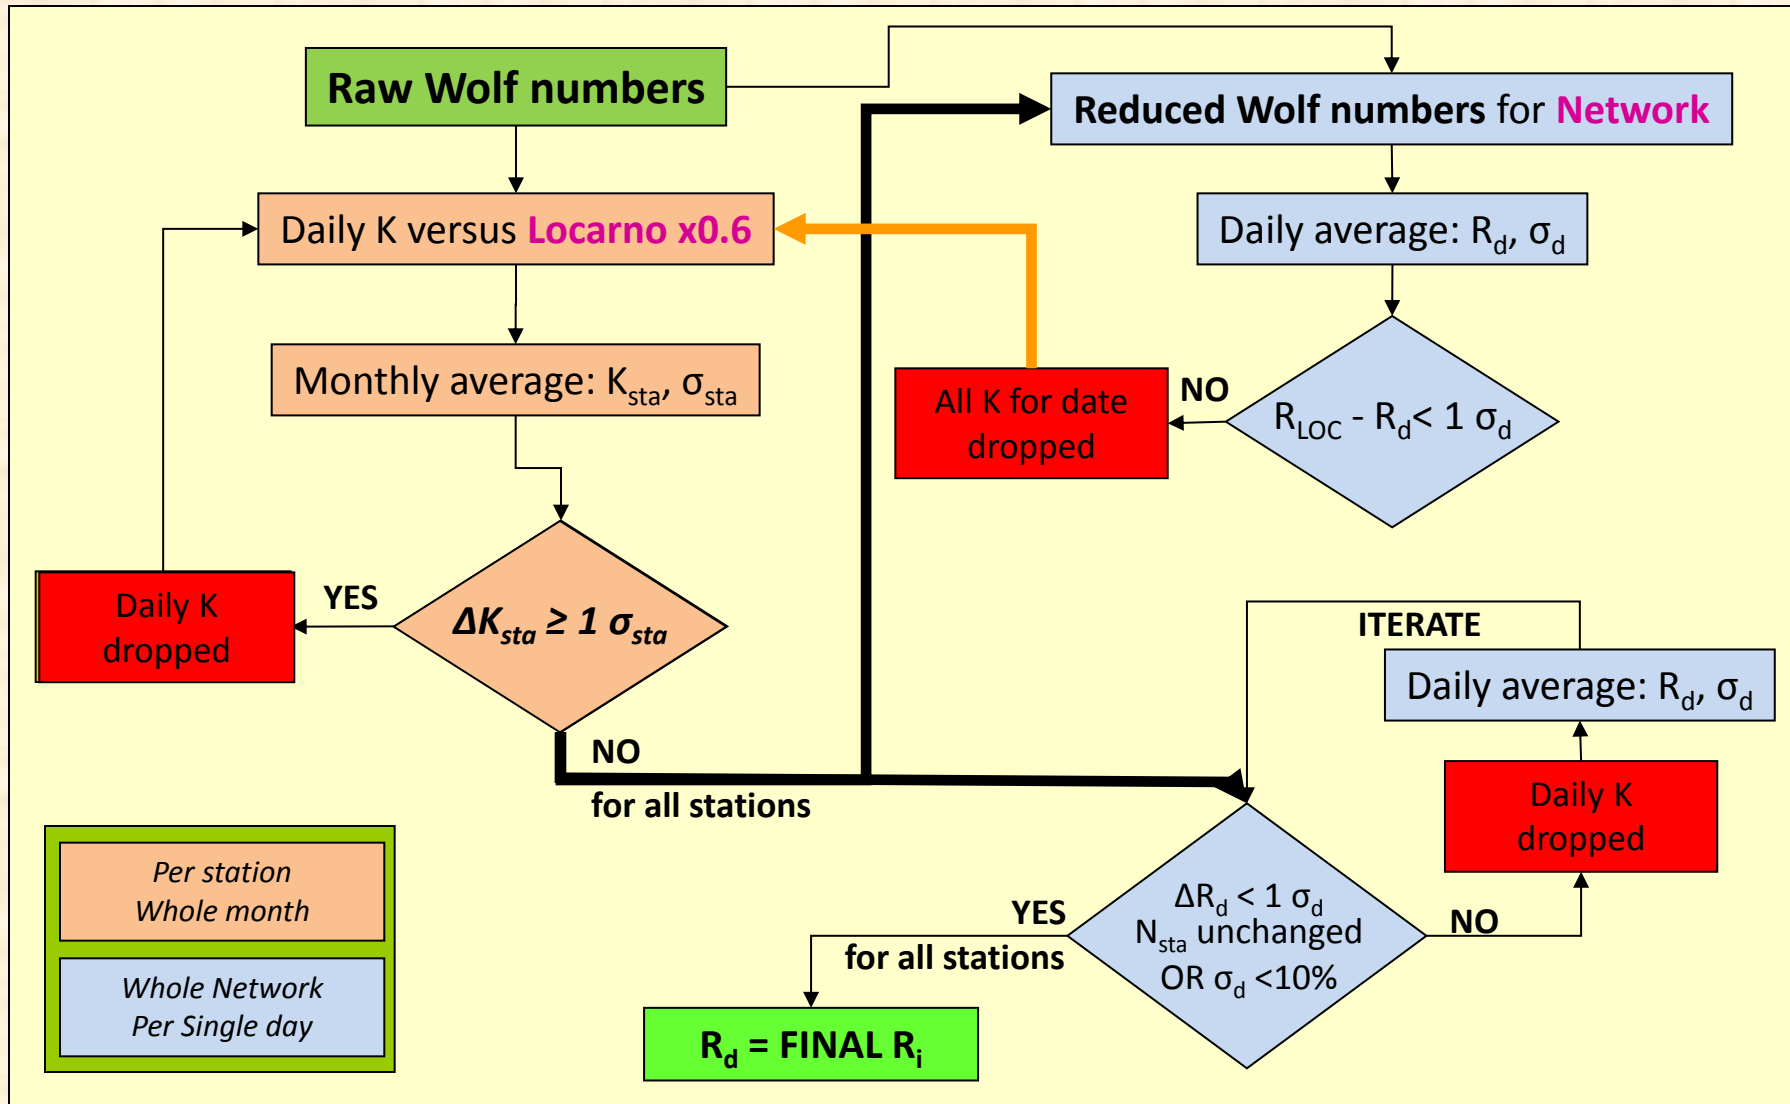 Raw Wolf numbers
Reduced Wolf numbers for Network
Daily K versus Locarno x0.6
Daily average: Rd, σd
Monthly average: Ksta, σsta
All K for date
dropped
NO
RLOC - Rd< 1 σd
Daily K
dropped
YES
ΔKsta ≥ 1 σsta
NO
for all stations
ITERATE
Daily average: Rd, σd
Daily K
dropped
ΔRd < 1 σd
Nsta unchanged
OR σd <10%
NO
YES
for all stations
Rd = FINAL Ri
Per station
Whole month
Whole Network
Per Single day